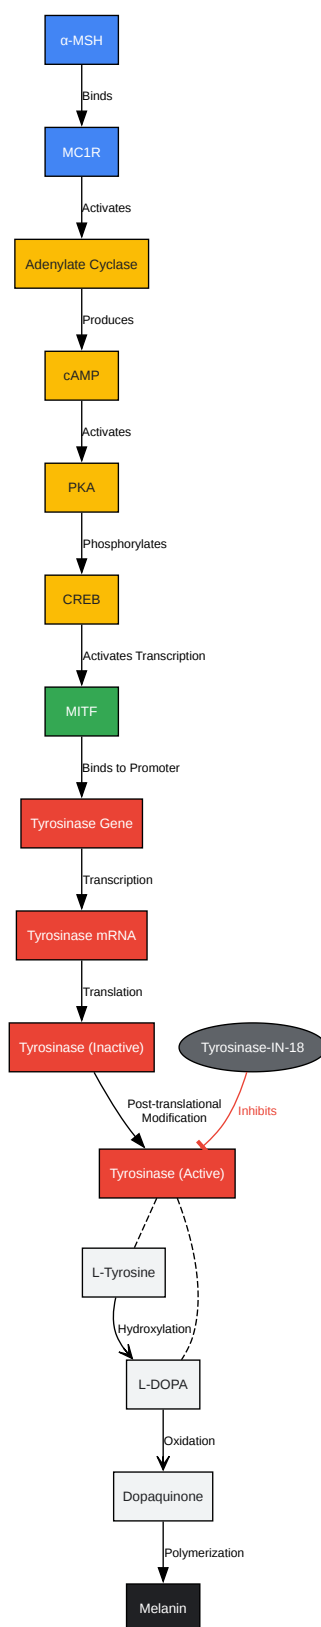 α-MSH
Binds
MC1R
Activates
Adenylate Cyclase
Produces
cAMP
Activates
PKA
Phosphorylates
CREB
Activates Transcription
MITF
Binds to Promoter
Tyrosinase Gene
Transcription
Tyrosinase mRNA
Translation
Tyrosinase (Inactive)
Tyrosinase-IN-18
Post-translational
Modification
Inhibits
Tyrosinase (Active)
L-Tyrosine
Hydroxylation
L-DOPA
Oxidation
Dopaquinone
Polymerization
Melanin